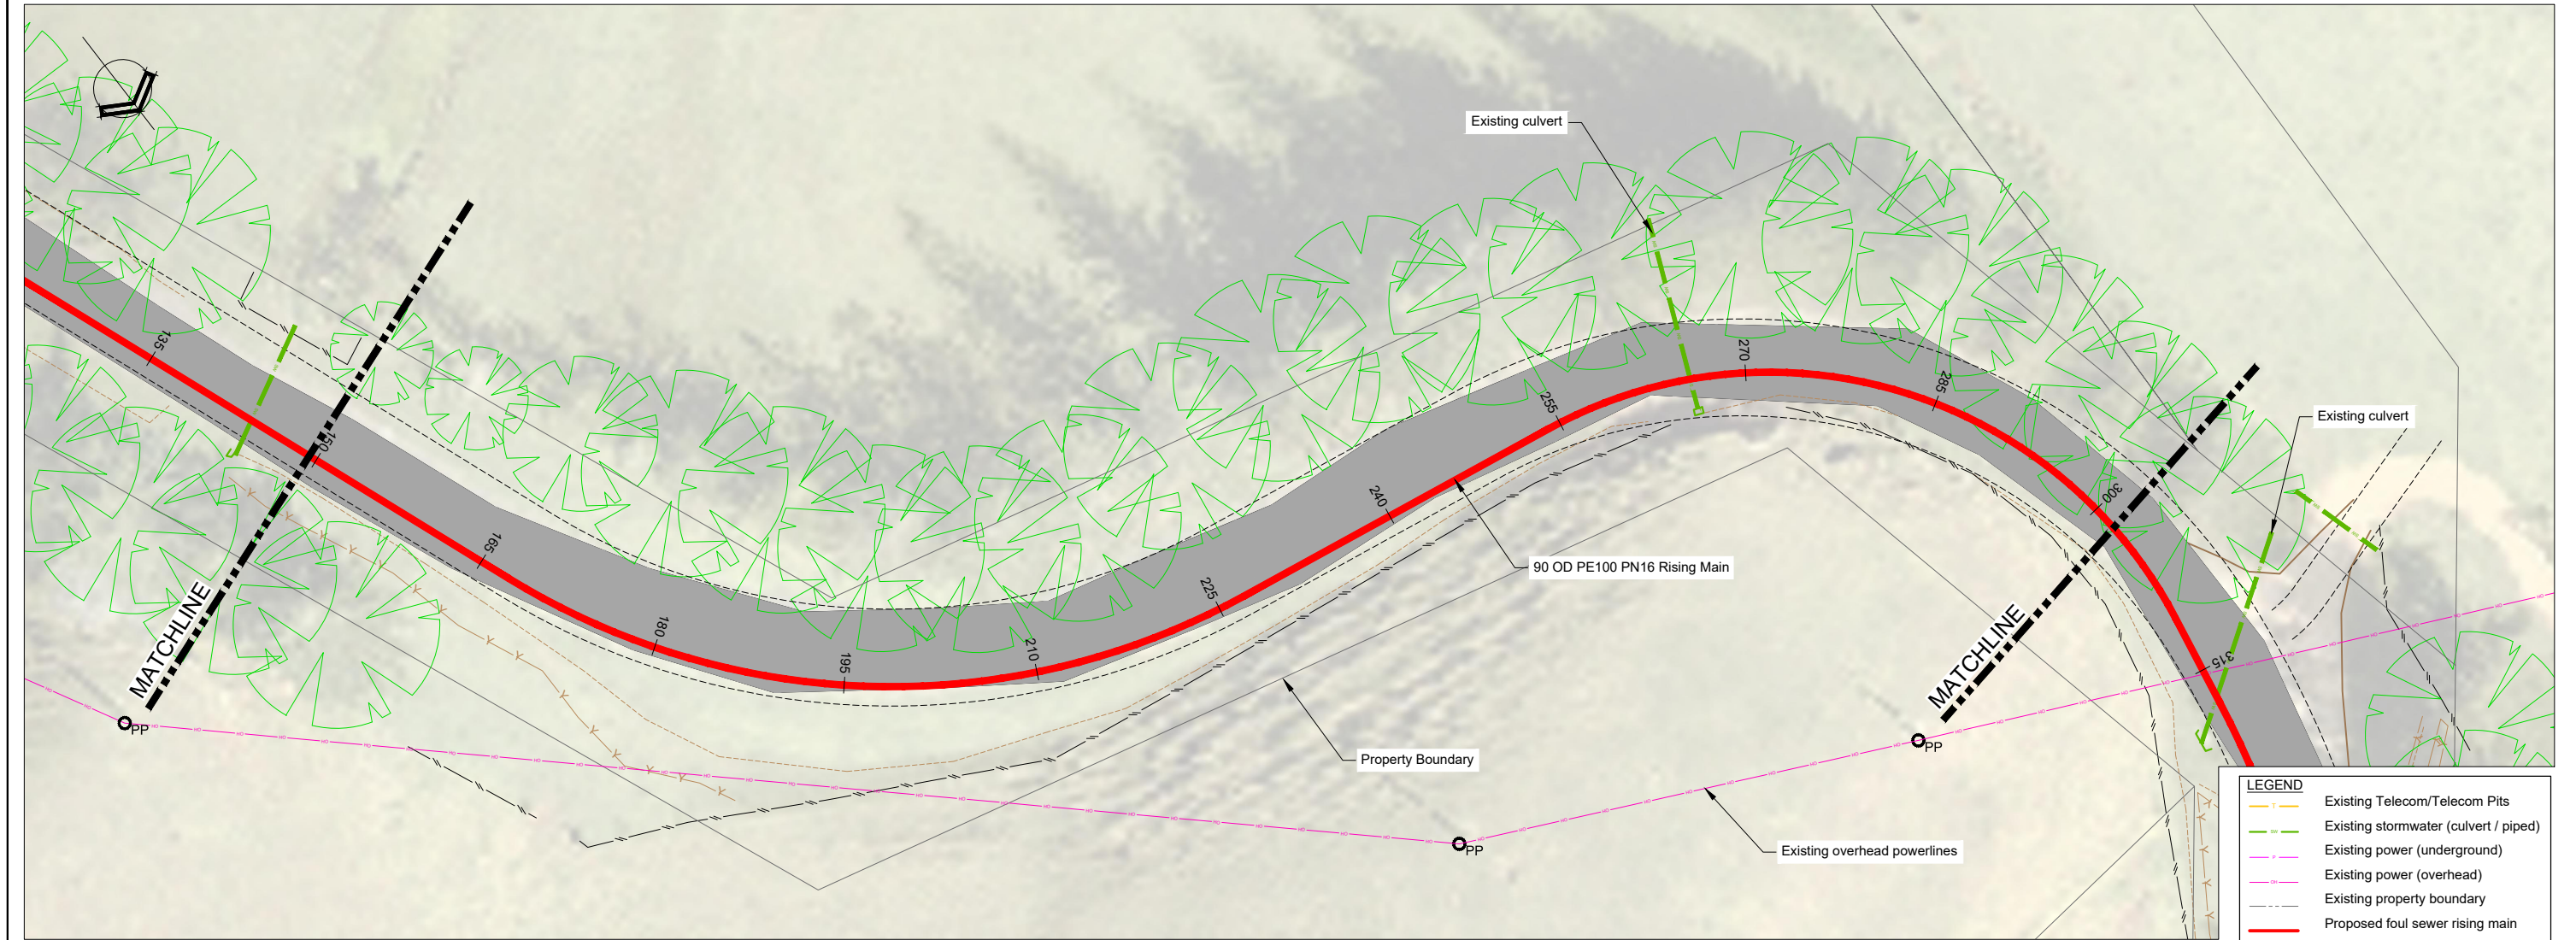 Existing culvert
135
150
165
180
195
210
225
240
255
270
285
300
315
MATCHLINE
MATCHLINE
Existing culvert
90 OD PE100 PN16 Rising Main
Property Boundary
Existing overhead powerlines
PP
PP
PP
LEGEND
Existing Telecom/Telecom Pits
Existing stormwater (culvert / piped)
Existing power (underground)
Existing power (overhead)
Existing property boundary
Proposed foul sewer rising main